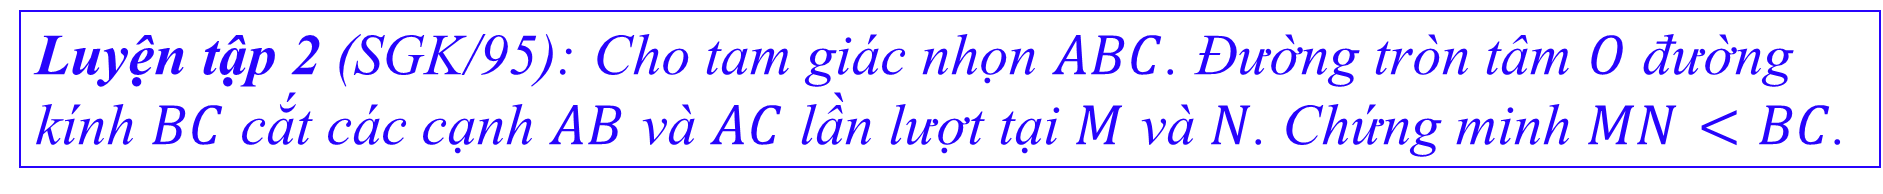 Luyện tập 2 (SGK/95): Cho tam giác nhọn ABC. Đường tròn tâm O đường
kính BC cắt các cạnh AB và AC lần lượt tại M và N. Chứng minh MN < BC.